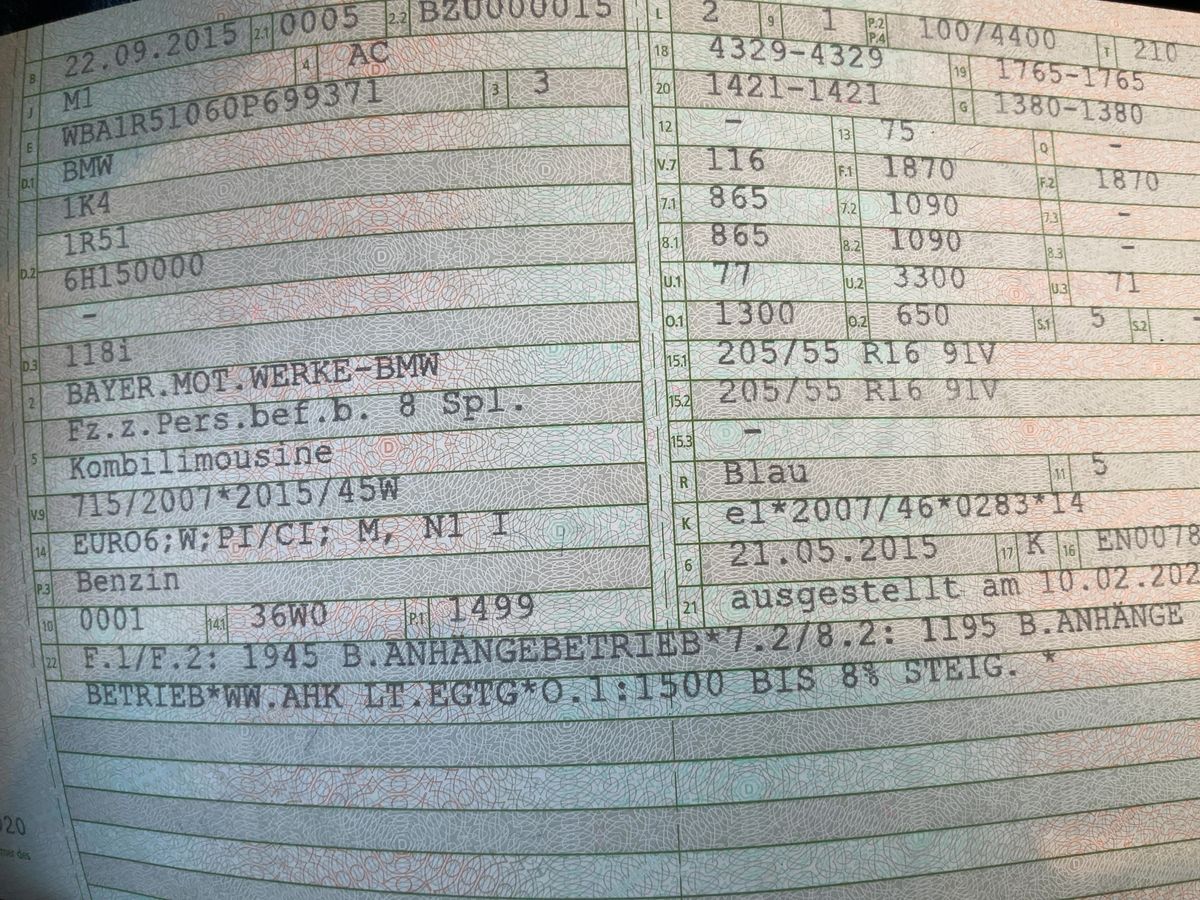 B 22.09.2015 2.1 0005 2.2 BZU000015 L 2 9 1 P.2 P.4 100/4400 T 210
J M1 4 AC 18 4329-4329 19 1765-1765
E WBA1R51060P699371 3 3 20 1421-1421 G 1380-1380
D.1 BMW 12 - 13 75 Q -
1K4 V.7 116 F.1 1870 F.2 1870
D.2 1R51 7.1 865 7.2 1090 7.3 -
6H150000 8.1 865 8.2 1090 8.3 -
- U.1 77 U.2 3300 U.3 71
D.3 118i O.1 1300 O.2 650 S.1 5 S.2 -
2 BAYER.MOT.WERKE-BMW 15.1 205/55 R16 91V
5 Fz.z.Pers.bef.b. 8 Spl. 15.2 205/55 R16 91V
Kombilimousine 15.3 -
V.9 715/2007*2015/45W R Blau 11 5
14 EURO6;W;PI/CI; M, N1 I K e1*2007/46*0283*14
P.3 Benzin 6 21.05.2015 17 K 16 EN0078
10 0001 14.1 36W0 P.1 1499 21 ausgestellt am 10.02.202
22 F.1/F.2: 1945 B.ANHÄNGEBETRIEB*7.2/8.2: 1195 B.ANHÄNGE
BETRIEB*WW.AHK LT.EGTG*O.1:1500 BIS 8% STEIG. *
020